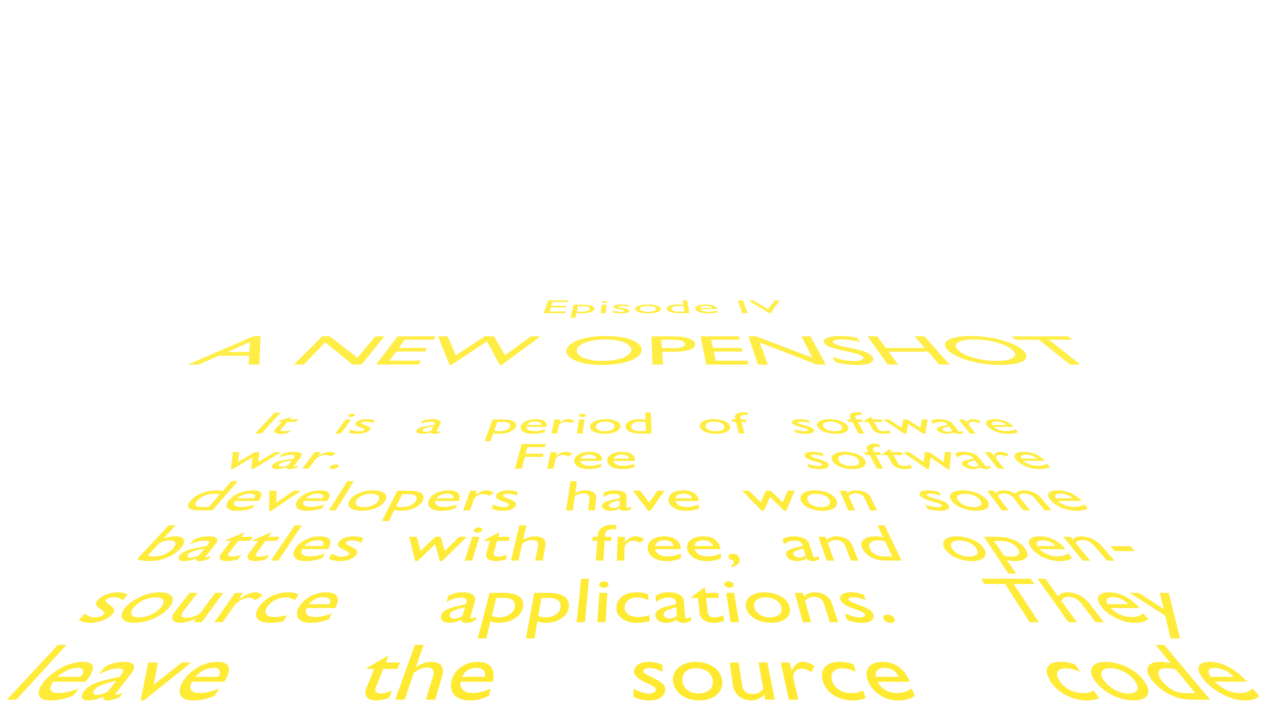 Episode IV
A NEW OPENSHOT
It is a period of software
war. Free software
developers have won some
battles with free, and open-
source applications. They
leave the source code